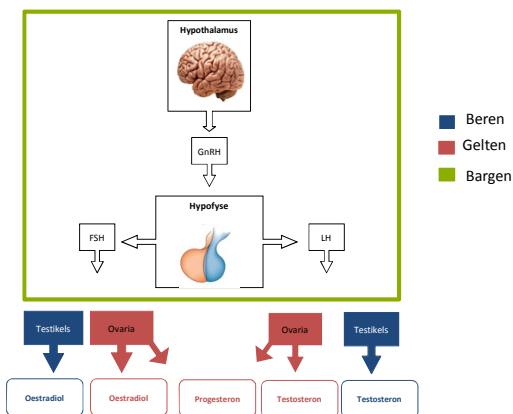 Hypothalamus
GnRH
Hypofyse
FSH
LH
Beren
Gelten
Bargen
Testikels
Ovaria
Ovaria
Testikels
Oestradiol
Oestradiol
Progesteron
Testosteron
Testosteron